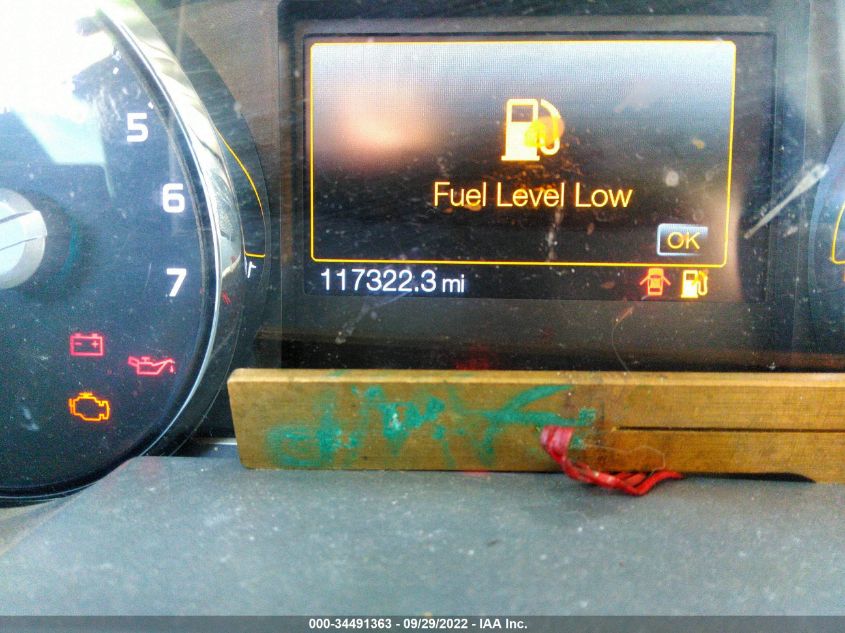 5
6
7
Fuel Level Low
OK
117322.3 mi
000-34491363 - 09/29/2022 - IAA Inc.